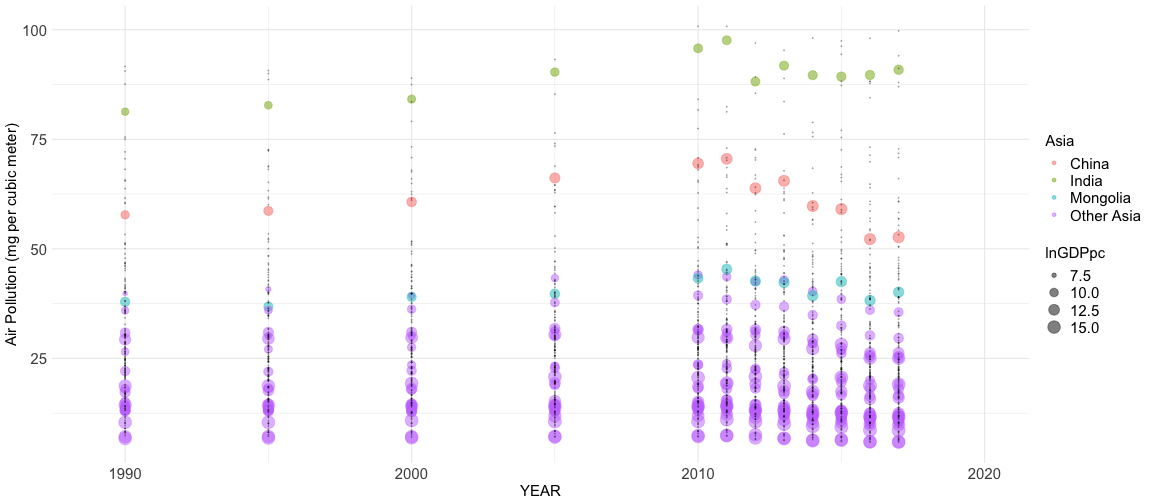 100
75
50
25
Air Pollution (mg per cubic meter)
1990
2000
2010
2020
YEAR
Asia
China
India
Mongolia
Other Asia
lnGDPpc
7.5
10.0
12.5
15.0